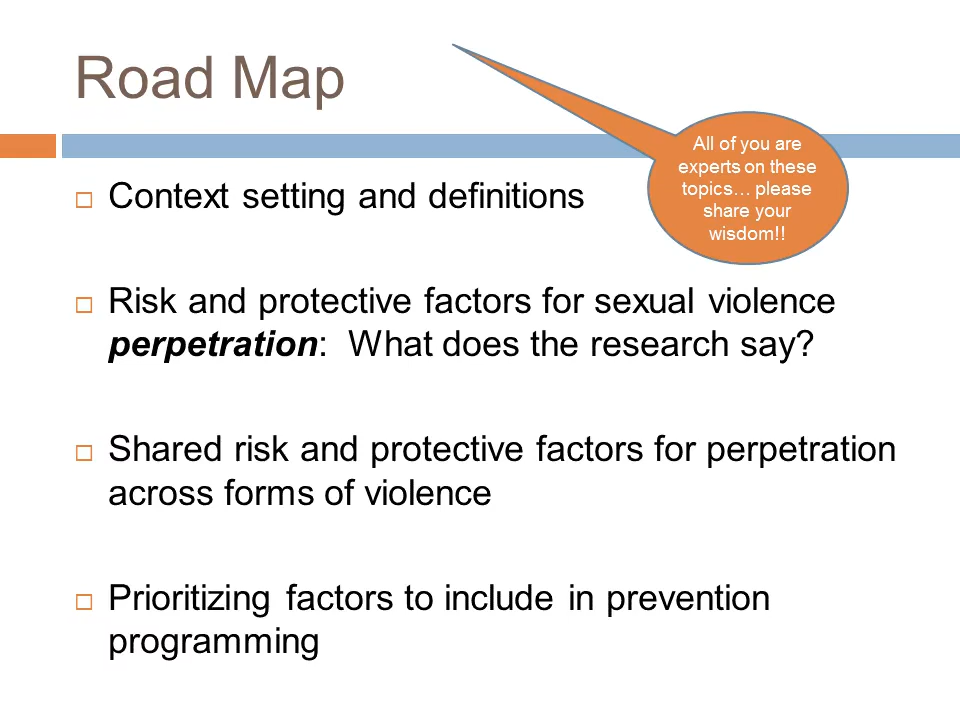 Road Map
All of you are
experts on these
topics... please
share your
wisdom!!
Context setting and definitions
Risk and protective factors for sexual violence
perpetration:  What does the research say?
Shared risk and protective factors for perpetration
across forms of violence
Prioritizing factors to include in prevention
programming